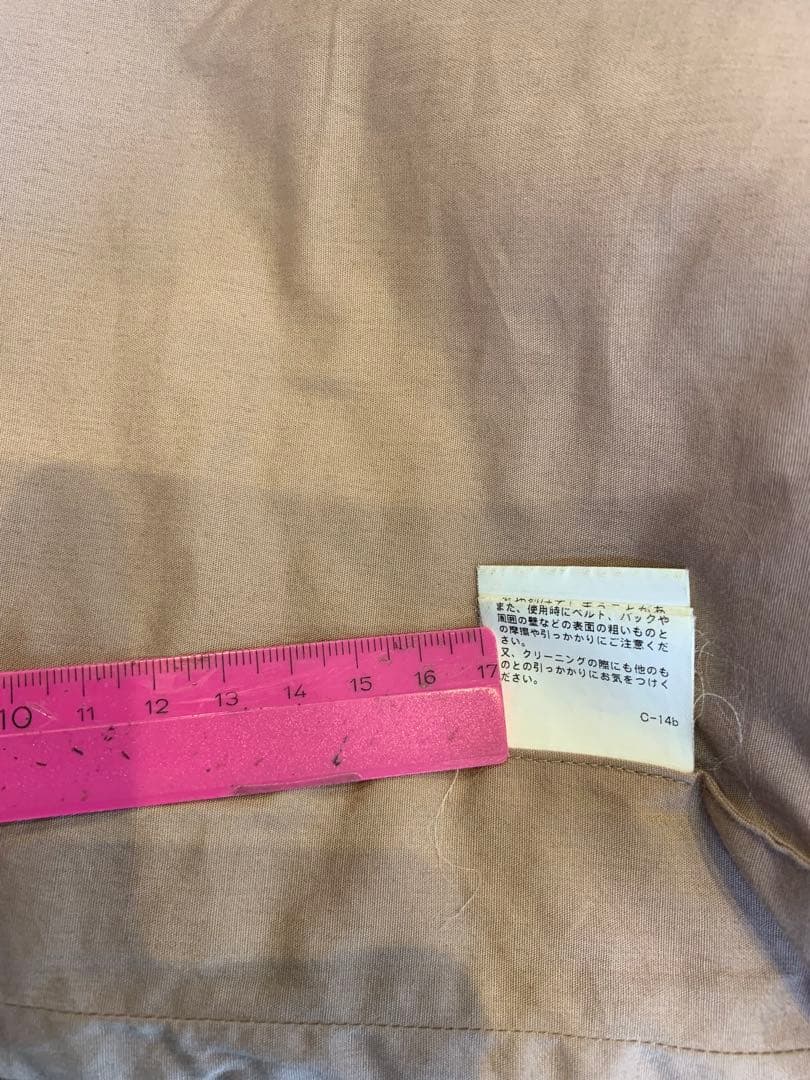 また、使用時にベルト、バックや
周囲の壁などの表面の粗いものと
の摩擦や引っかかりにご注意くだ
さい。
又、クリーニングの際にも他のも
のとの引っかかりにお気をつけく
ださい。
C-14b
10 11 12 13 14 15 16 17